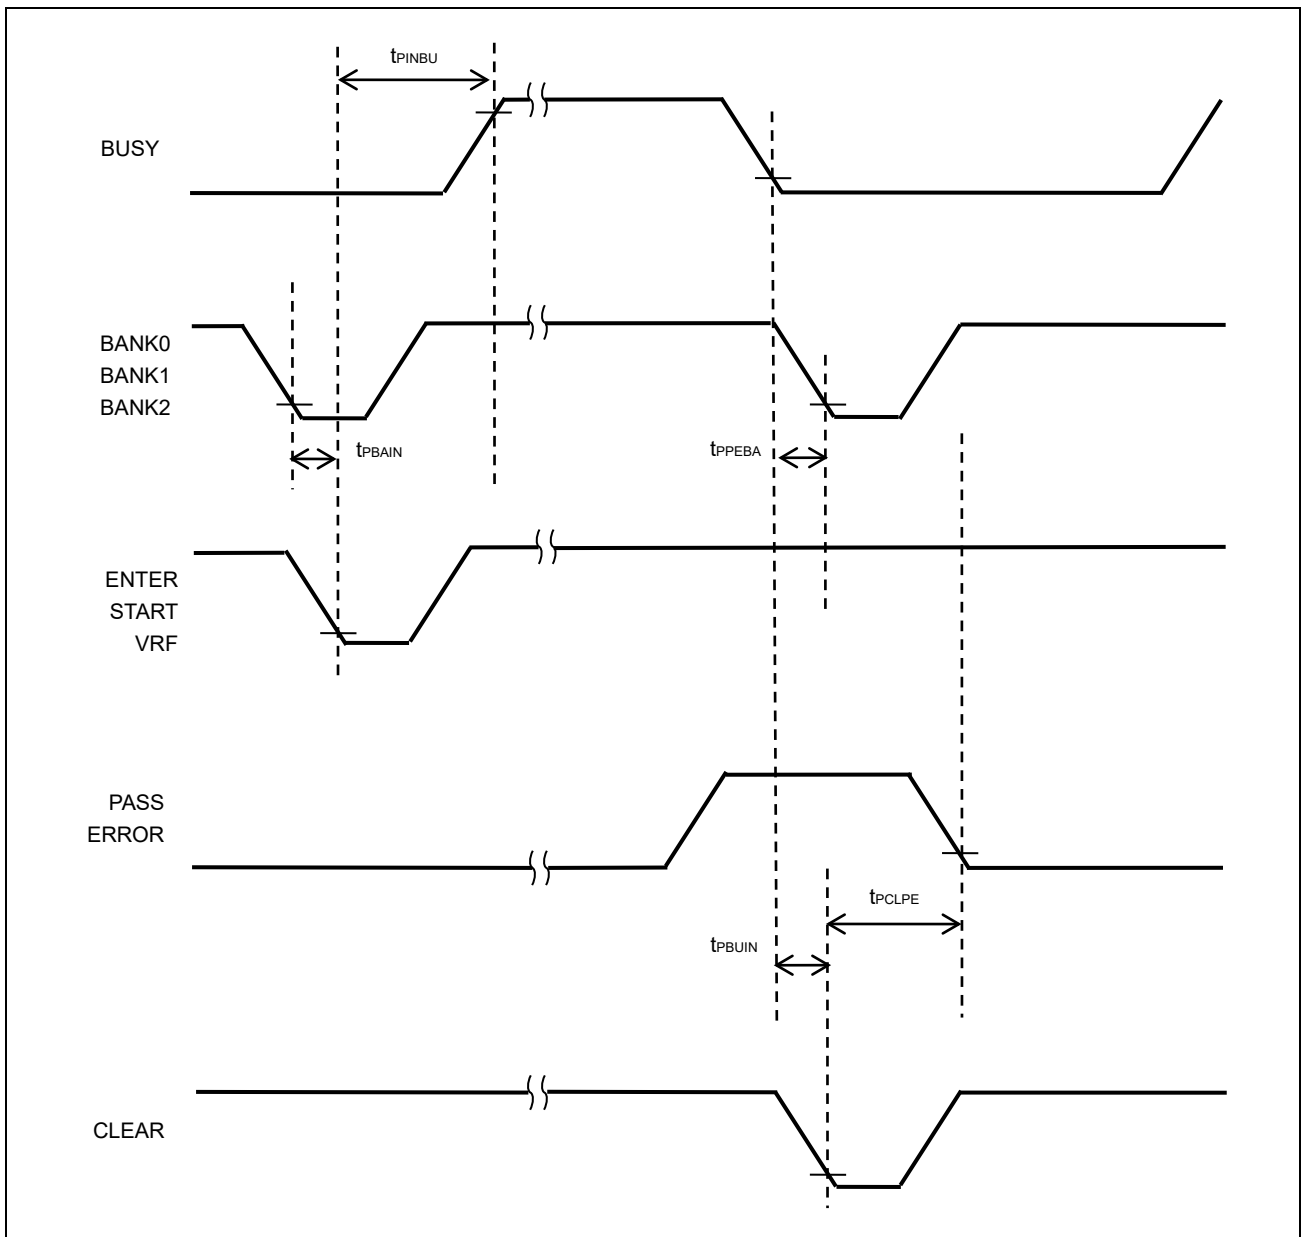 tPINBU
BUSY
BANK0
BANK1
BANK2
tPBAIN
tPPEBA
ENTER
START
VRF
PASS
ERROR
tPCLPE
tPBUIN
CLEAR